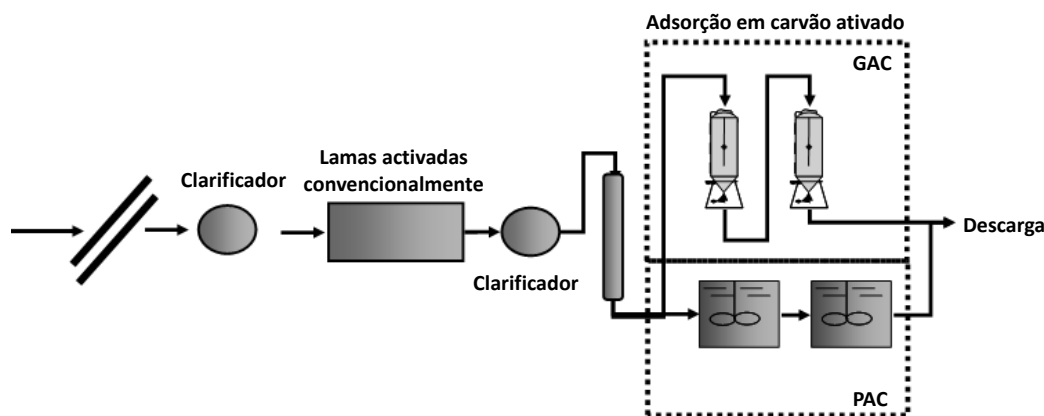 Adsorção em carvão ativado
GAC
Lamas activadas
convencionalmente
Clarificador
Clarificador
Descarga
PAC